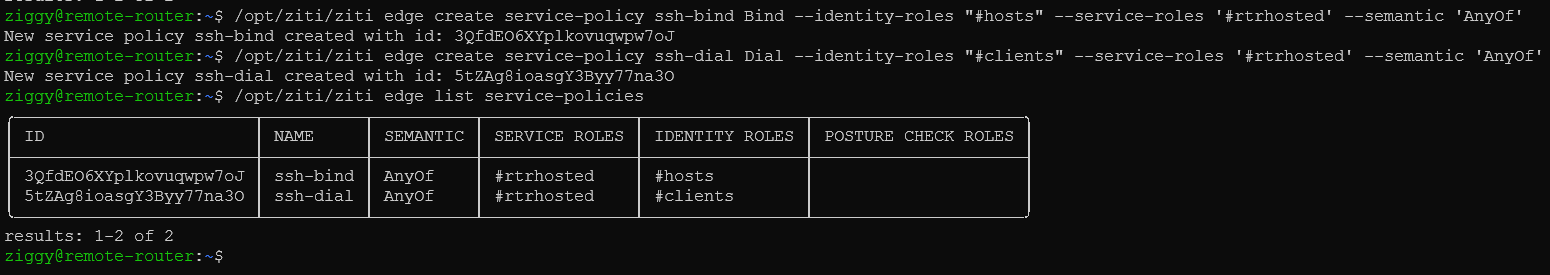 ziggy@remote-router:~$ /opt/ziti/ziti edge create service-policy ssh-bind Bind --identity-roles "#hosts" --service-roles '#rtrhosted' --semantic 'AnyOf'
New service policy ssh-bind created with id: 3QfdEO6XYplkovuqwpw7oJ
ziggy@remote-router:~$ /opt/ziti/ziti edge create service-policy ssh-dial Dial --identity-roles "#clients" --service-roles '#rtrhosted' --semantic 'AnyOf'
New service policy ssh-dial created with id: 5tZAg8ioasgY3Byy77na3O
ziggy@remote-router:~$ /opt/ziti/ziti edge list service-policies
ID NAME SEMANTIC SERVICE ROLES IDENTITY ROLES POSTURE CHECK ROLES
3QfdEO6XYplkovuqwpw7oJ ssh-bind AnyOf #rtrhosted #hosts
5tZAg8ioasgY3Byy77na3O ssh-dial AnyOf #rtrhosted #clients
results: 1-2 of 2
ziggy@remote-router:~$